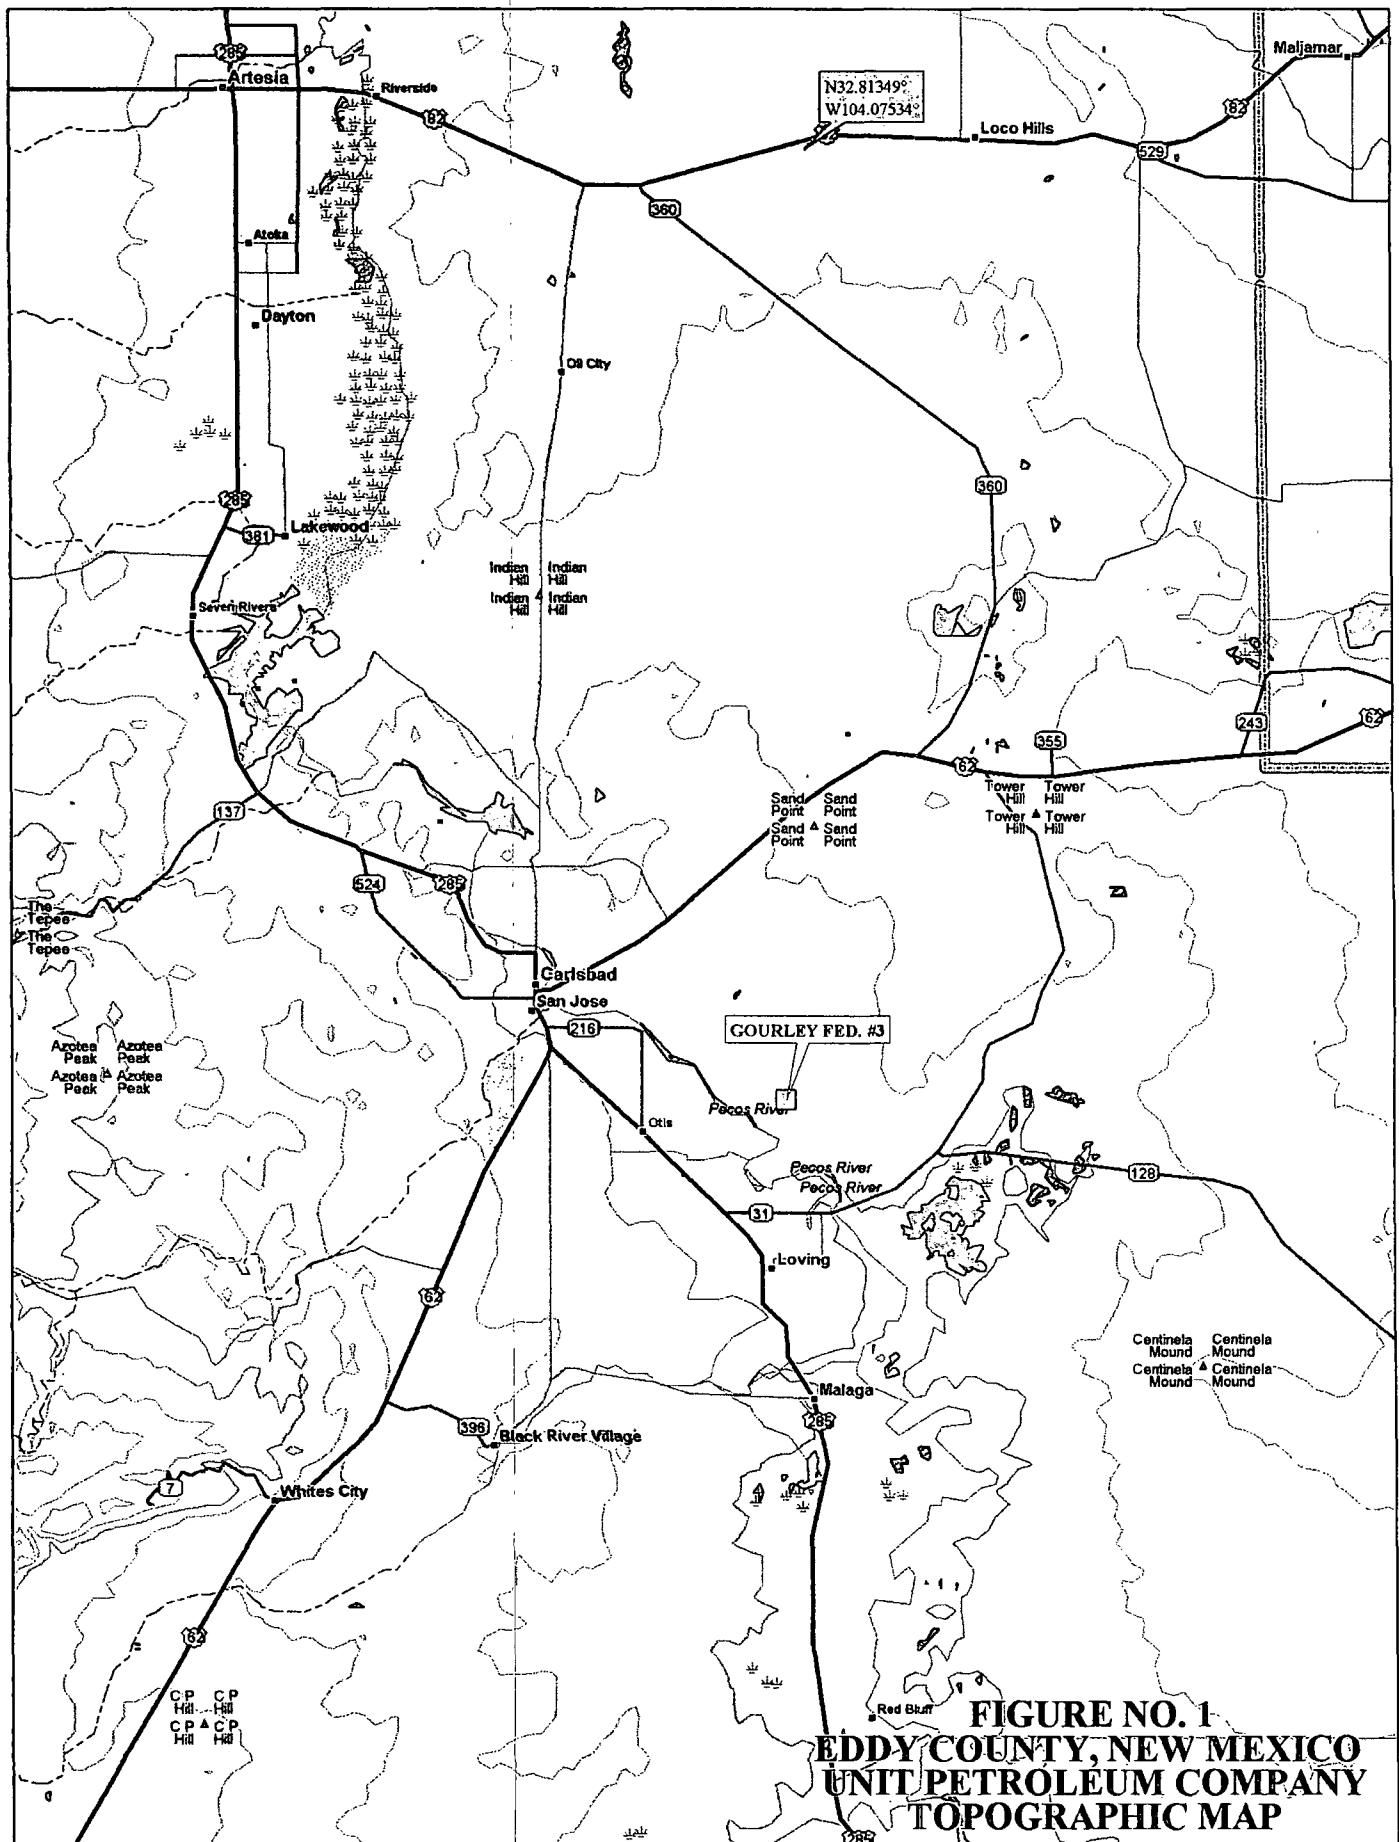 285
Artesia
Riverside
82
N32.81349°
W104.07534°
Loco Hills
Maljamar
82
529
360
Atoka
Dayton
Oil City
360
285
381
Lakewood
Indian Hill
Indian Hill
Indian Hill
Indian Hill
Seven Rivers
243
62
355
62
Tower Hill
Tower Hill
Tower Hill
Tower Hill
Sand Point
Sand Point
Sand Point
Sand Point
137
524
285
The Tepee
The Tepee
Carlsbad
San Jose
216
GOURLEY FED. #3
Azotea Peak
Azotea Peak
Azotea Peak
Azotea Peak
Pecos River
Otis
Pecos River
Pecos River
128
31
Loving
62
Centinela Mound
Centinela Mound
Centinela Mound
Centinela Mound
Malaga
285
396
Black River Village
7
Whites City
62
C P Hill
C P Hill
C P Hill
C P Hill
Red Bluff
FIGURE NO. 1
EDDY COUNTY, NEW MEXICO
UNIT PETROLEUM COMPANY
TOPOGRAPHIC MAP
285